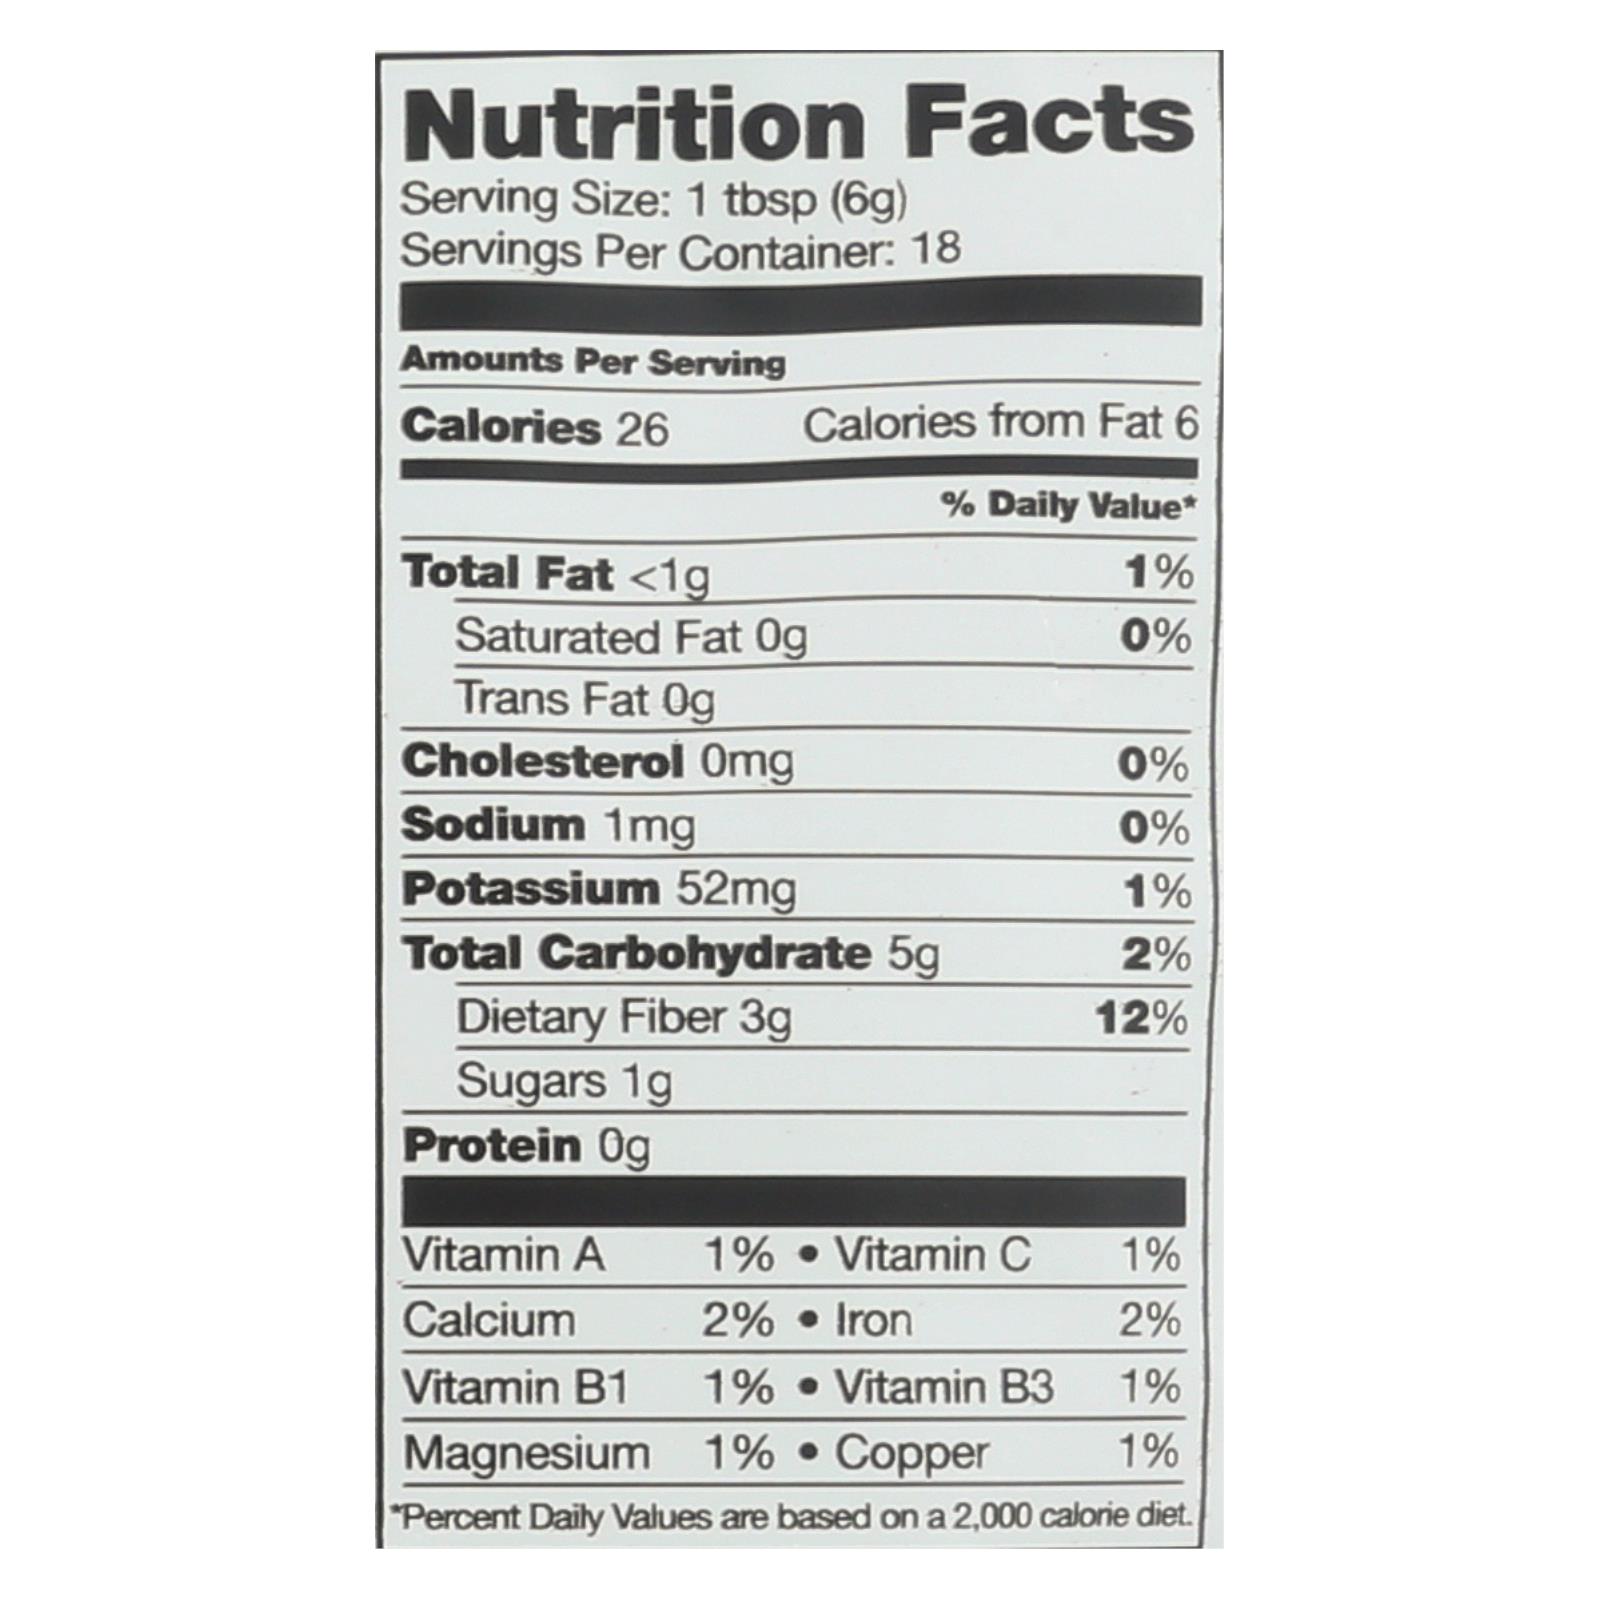 Nutrition Facts
Serving Size: 1 tbsp (6g)
Servings Per Container: 18
Amounts Per Serving
Calories 26 Calories from Fat 6
% Daily Value*
Total Fat <1g 1%
Saturated Fat 0g 0%
Trans Fat 0g
Cholesterol 0mg 0%
Sodium 1mg 0%
Potassium 52mg 1%
Total Carbohydrate 5g 2%
Dietary Fiber 3g 12%
Sugars 1g
Protein 0g
Vitamin A 1% • Vitamin C 1%
Calcium 2% • Iron 2%
Vitamin B1 1% • Vitamin B3 1%
Magnesium 1% • Copper 1%
*Percent Daily Values are based on a 2,000 calorie diet.